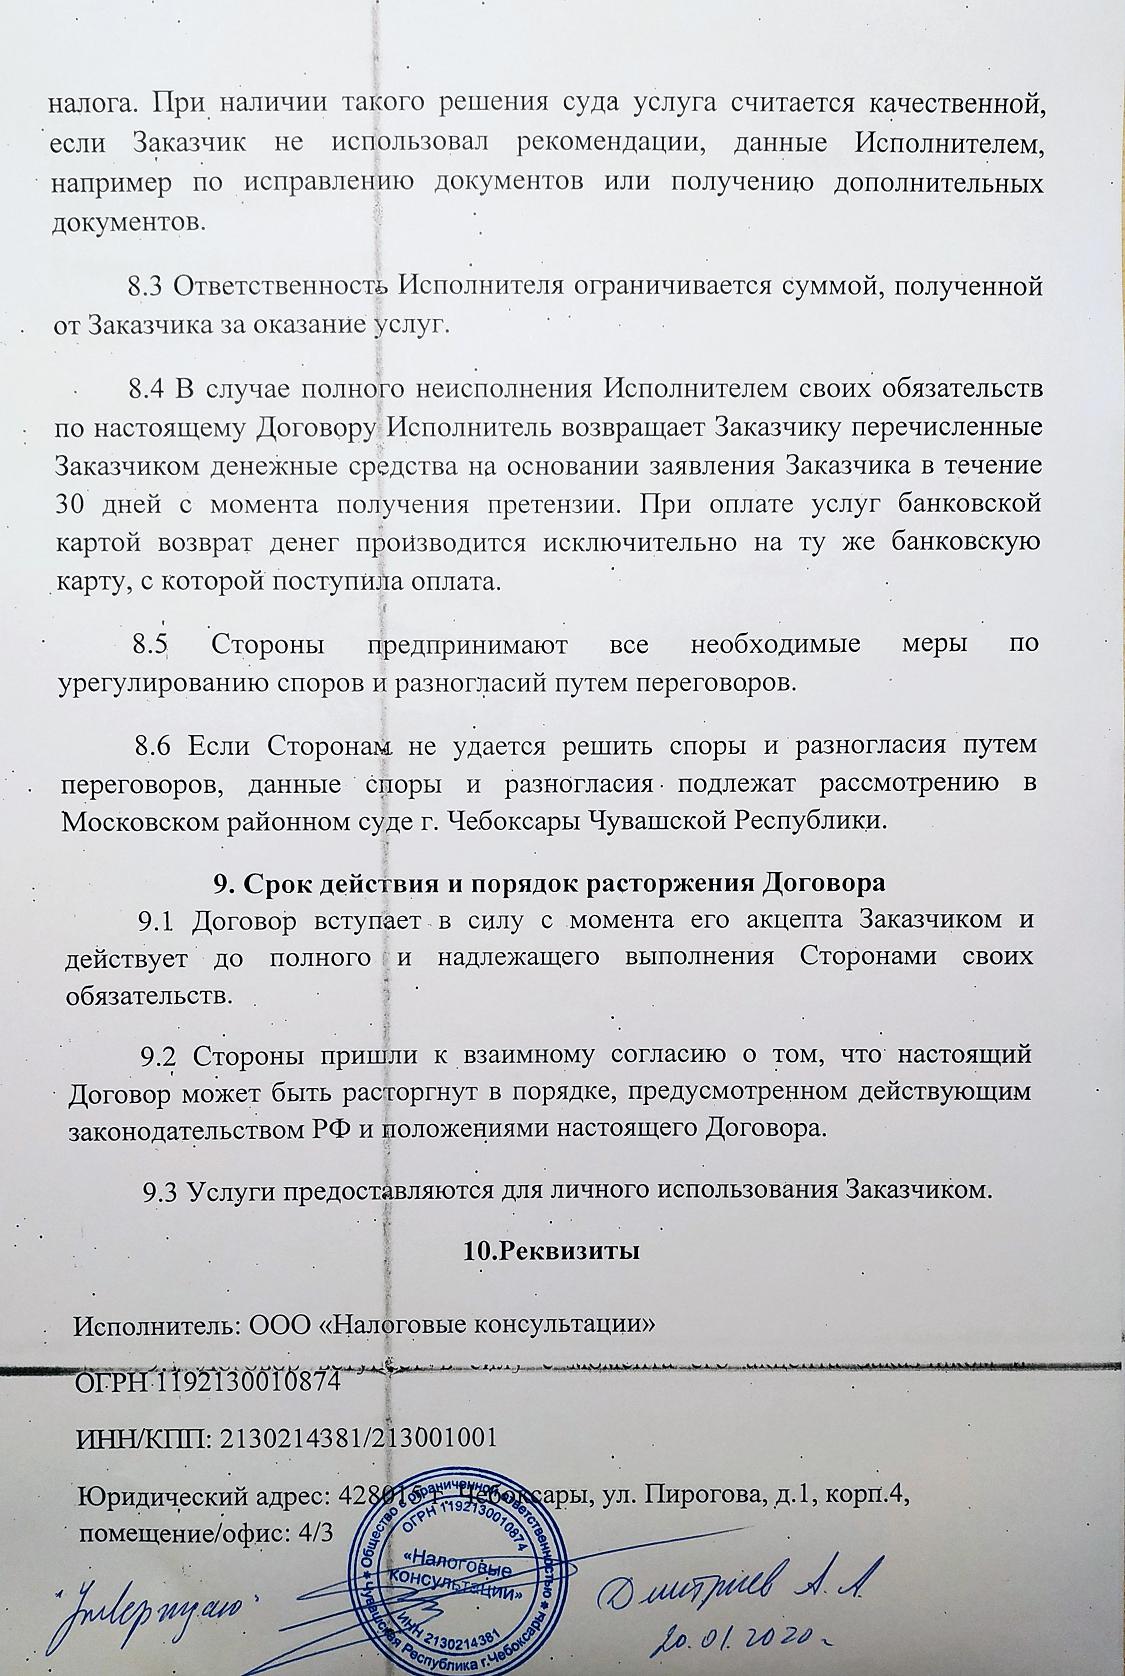 налога. При наличии такого решения суда услуга считается качественной,
если Заказчик не использовал рекомендации, данные Исполнителем,
например по исправлению документов или получению дополнительных
документов.
8.3 Ответственность Исполнителя ограничивается суммой, полученной
от Заказчика за оказание услуг.
8.4 В случае полного неисполнения Исполнителем своих обязательств
по настоящему Договору Исполнитель возвращает Заказчику перечисленные
Заказчиком денежные средства на основании заявления Заказчика в течение
30 дней с момента получения претензии. При оплате услуг банковской
картой возврат денег производится исключительно на ту же банковскую
карту, с которой поступила оплата.
8.5 Стороны предпринимают все необходимые меры по
урегулированию споров и разногласий путем переговоров.
8.6 Если Сторонам не удается решить споры и разногласия путем
переговоров, данные споры и разногласия подлежат рассмотрению в
Московском районном суде г. Чебоксары Чувашской Республики.
9. Срок действия и порядок расторжения Договора
9.1 Договор вступает в силу с момента его акцепта Заказчиком и
действует до полного и надлежащего выполнения Сторонами своих
обязательств.
9.2 Стороны пришли к взаимному согласию о том, что настоящий
Договор может быть расторгнут в порядке, предусмотренном действующим
законодательством РФ и положениями настоящего Договора.
9.3 Услуги предоставляются для личного использования Заказчиком.
10.Реквизиты
Исполнитель: ООО «Налоговые консультации»
ОГРН 1192130010874
ИНН/КПП: 2130214381/213001001
Юридический адрес: 428015 г. Чебоксары, ул. Пирогова, д.1, корп.4,
помещение/офис: 4/3
Общество с ограниченной ответственностью
ОГРН 1192130010874
«Налоговые
консультации»
ИНН 2130214381
Чувашская Республика г.Чебоксары
"Утверждаю"
Дмитриев А. А
20.01.2020 г